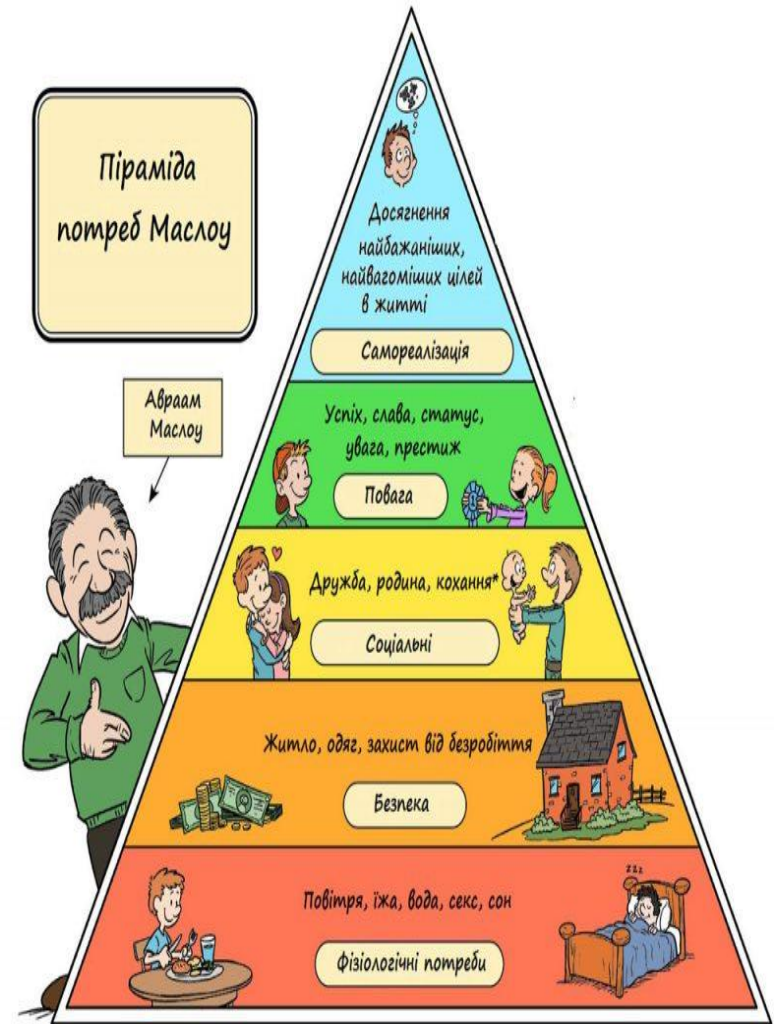 Піраміда
потреб Маслоу
Авраам
Маслоу
Досягнення
найбажаніших,
найвагоміших цілей
в житті
Самореалізація
Успіх, слава, статус,
увага, престиж
Повага
Дружба, родина, кохання*
Соціальні
Житло, одяг, захист від безробіття
Безпека
Повітря, їжа, вода, секс, сон
Фізіологічні потреби
zzz